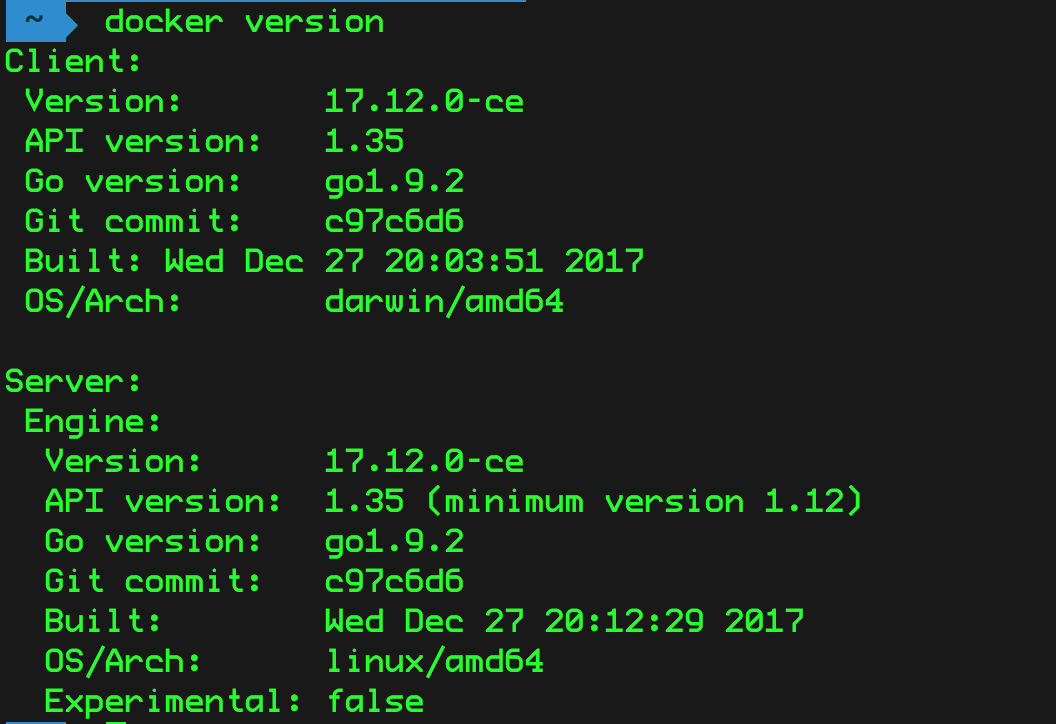 ~ docker version
Client:
 Version:       17.12.0-ce
 API version:   1.35
 Go version:    go1.9.2
 Git commit:    c97c6d6
 Built: Wed Dec 27 20:03:51 2017
 OS/Arch:       darwin/amd64

Server:
 Engine:
  Version:      17.12.0-ce
  API version:  1.35 (minimum version 1.12)
  Go version:   go1.9.2
  Git commit:   c97c6d6
  Built:        Wed Dec 27 20:12:29 2017
  OS/Arch:      linux/amd64
  Experimental: false